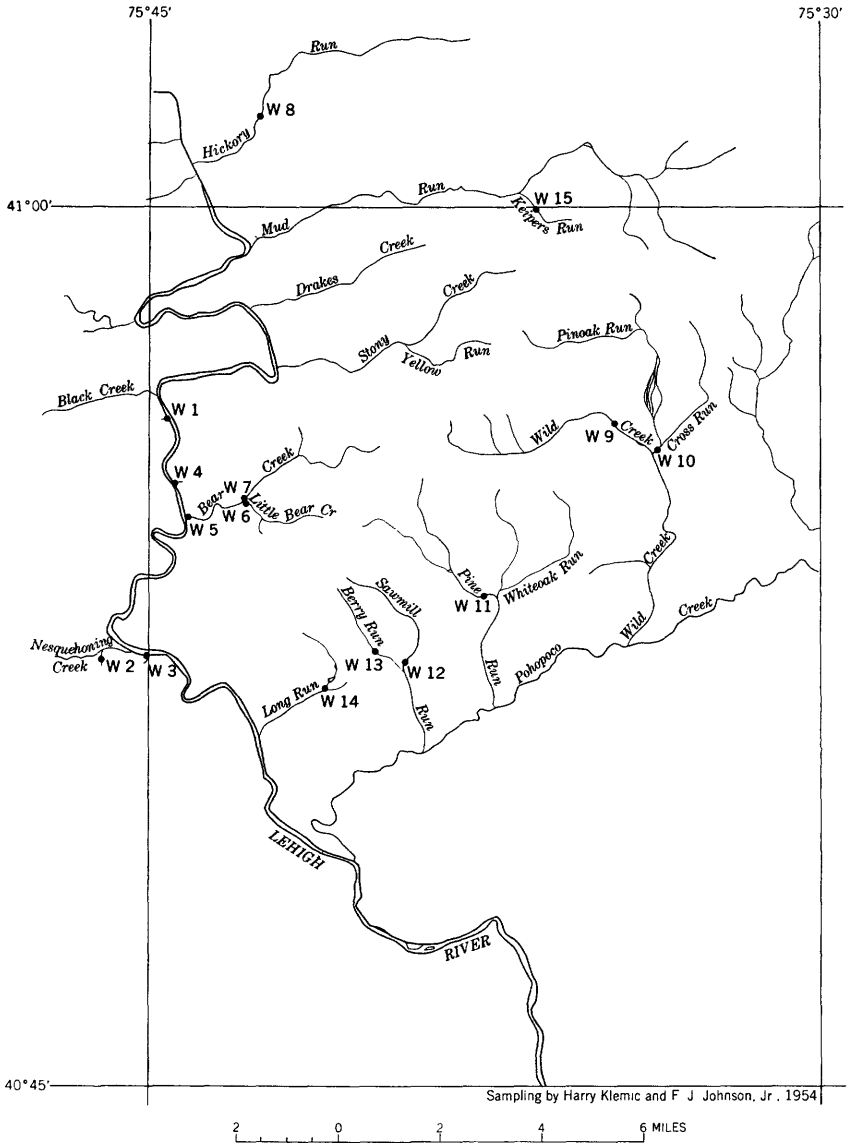 75°45′
75°30′
Run
W 8
Hickory
41°00′
Run
W 15
Keipers Run
Mud
Creek
Drakes
Creek
Stony
Yellow Run
Pinoak Run
Black Creek
W 1
Wild
W 9
Creek
Cross Run
W 10
W 4
Creek
W 7
Bear
W 6
Little Bear Cr
W 5
Creek
Pine
Whiteoak Run
W 11
Sawmill
Berry Run
Wild
Creek
Nesquehoning
Creek
W 2
W 3
W 13
W 12
Pohopoco
Run
Long Run
W 14
Run
LEHIGH
RIVER
40°45′
Sampling by Harry Klemic and F J Johnson, Jr . 1954
2 0 2 4 6 MILES